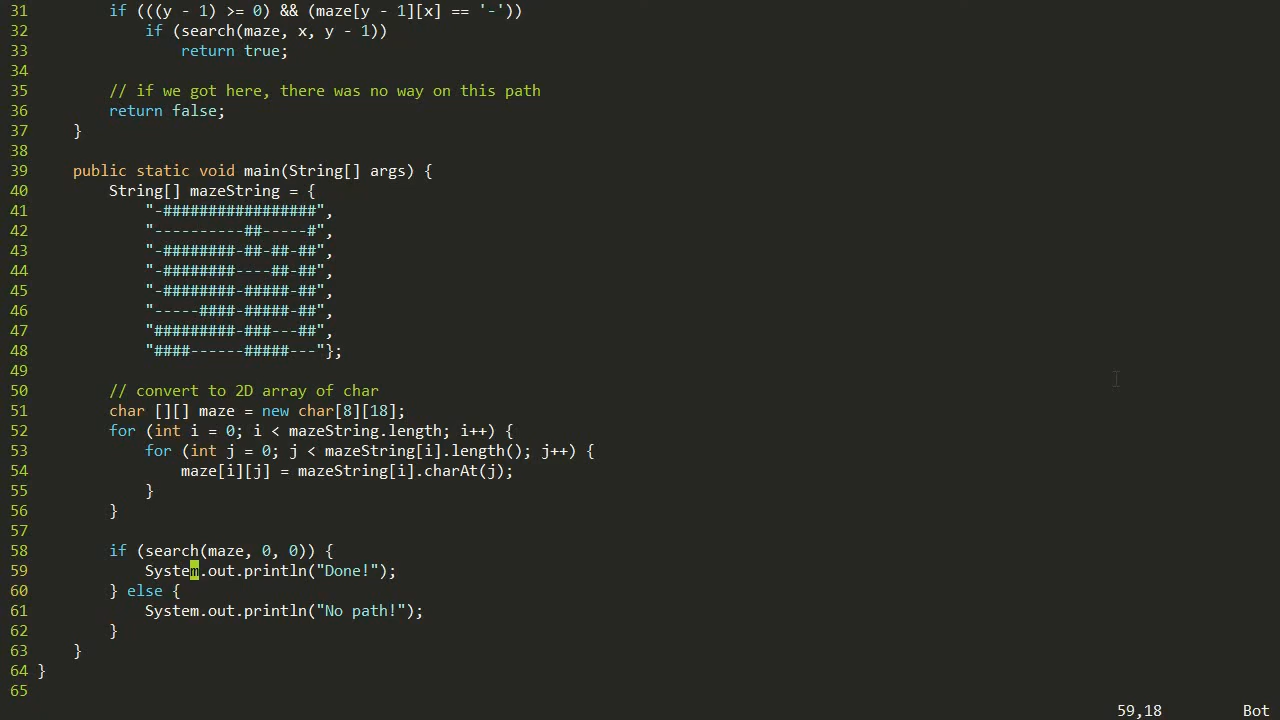 31         if (((y - 1) >= 0) && (maze[y - 1][x] == '-'))
32             if (search(maze, x, y - 1))
33                 return true;
34
35         // if we got here, there was no way on this path
36         return false;
37     }
38
39     public static void main(String[] args) {
40         String[] mazeString = {
41             "-#################",
42             "----------##-----#",
43             "-########-##-##-##",
44             "-########----##-##",
45             "-########-#####-##",
46             "-----####-#####-##",
47             "#########-###---##",
48             "####------#####---"};
49
50         // convert to 2D array of char
51         char [][] maze = new char[8][18];
52         for (int i = 0; i < mazeString.length; i++) {
53             for (int j = 0; j < mazeString[i].length(); j++) {
54                 maze[i][j] = mazeString[i].charAt(j);
55             }
56         }
57
58         if (search(maze, 0, 0)) {
59             System.out.println("Done!");
60         } else {
61             System.out.println("No path!");
62         }
63     }
64 }
65
59,18 Bot